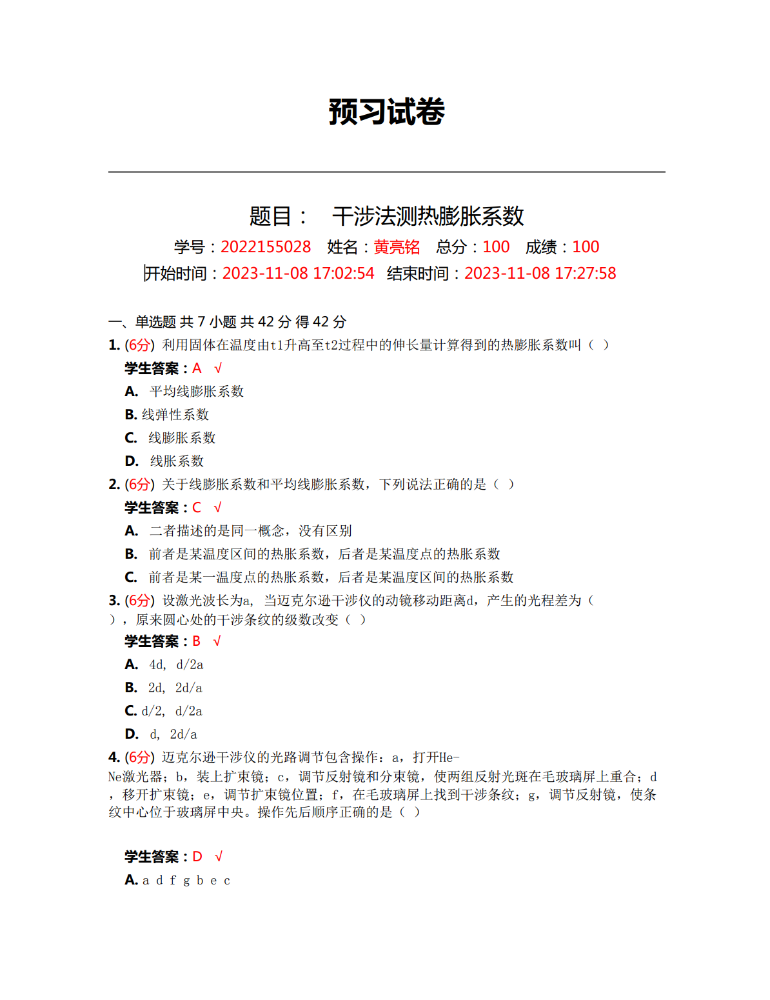 预习试卷
题目： 干涉法测热膨胀系数
学号：2022155028 姓名：黄亮铭 总分：100 成绩：100
开始时间：2023-11-08 17:02:54 结束时间：2023-11-08 17:27:58
一、单选题 共 7 小题 共 42 分 得 42 分
1. (6分) 利用固体在温度由t1升高至t2过程中的伸长量计算得到的热膨胀系数叫（ ）
学生答案：A √
A. 平均线膨胀系数
B. 线弹性系数
C. 线膨胀系数
D. 线胀系数
2. (6分) 关于线膨胀系数和平均线膨胀系数，下列说法正确的是（ ）
学生答案：C √
A. 二者描述的是同一概念，没有区别
B. 前者是某温度区间的热胀系数，后者是某温度点的热胀系数
C. 前者是某一温度点的热胀系数，后者是某温度区间的热胀系数
3. (6分) 设激光波长为a, 当迈克尔逊干涉仪的动镜移动距离d，产生的光程差为（
），原来圆心处的干涉条纹的级数改变（ ）
学生答案：B √
A. 4d, d/2a
B. 2d, 2d/a
C. d/2, d/2a
D. d, 2d/a
4. (6分) 迈克尔逊干涉仪的光路调节包含操作：a，打开He-
Ne激光器；b，装上扩束镜；c，调节反射镜和分束镜，使两组反射光斑在毛玻璃屏上重合；d
，移开扩束镜；e，调节扩束镜位置；f，在毛玻璃屏上找到干涉条纹；g，调节反射镜，使条
纹中心位于玻璃屏中央。操作先后顺序正确的是（ ）
学生答案：D √
A. a d f g b e c